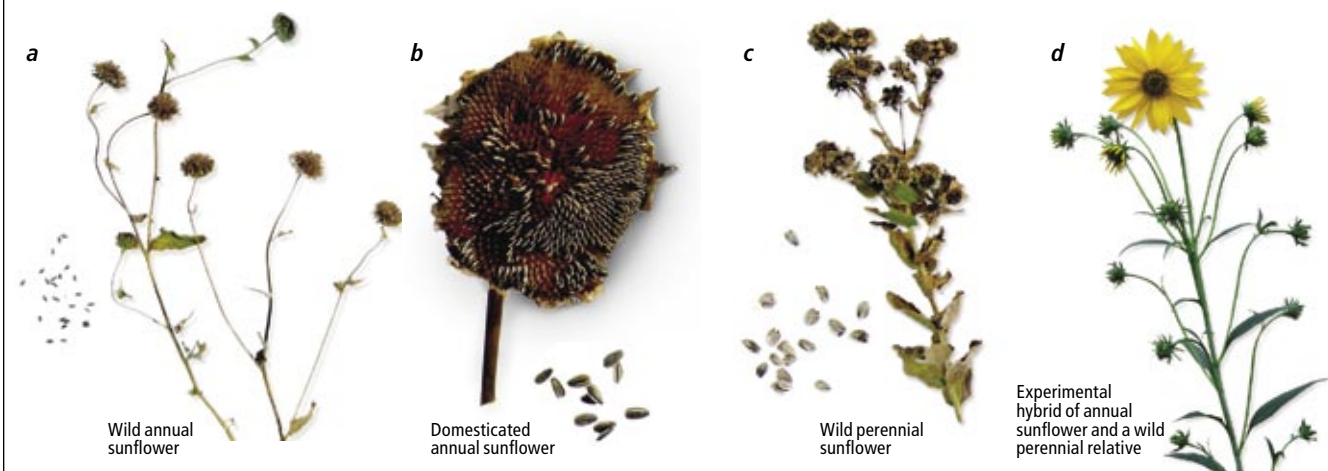 a
b
c
d
Wild annual
sunflower
Domesticated
annual sunflower
Wild perennial
sunflower
Experimental
hybrid of annual
sunflower and a wild
perennial relative